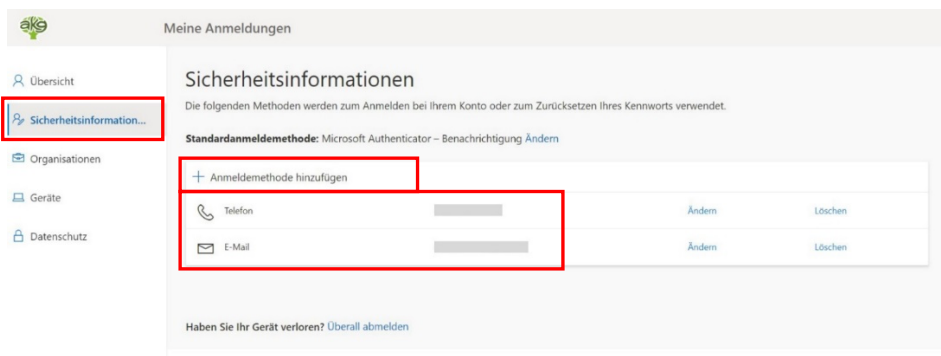 akg
Meine Anmeldungen
Übersicht
Sicherheitsinformation...
Organisationen
Geräte
Datenschutz
Sicherheitsinformationen
Die folgenden Methoden werden zum Anmelden bei Ihrem Konto oder zum Zurücksetzen Ihres Kennworts verwendet.
Standardanmeldemethode: Microsoft Authenticator – Benachrichtigung Ändern
+ Anmeldemethode hinzufügen
Telefon Ändern Löschen
E-Mail Ändern Löschen
Haben Sie Ihr Gerät verloren? Überall abmelden